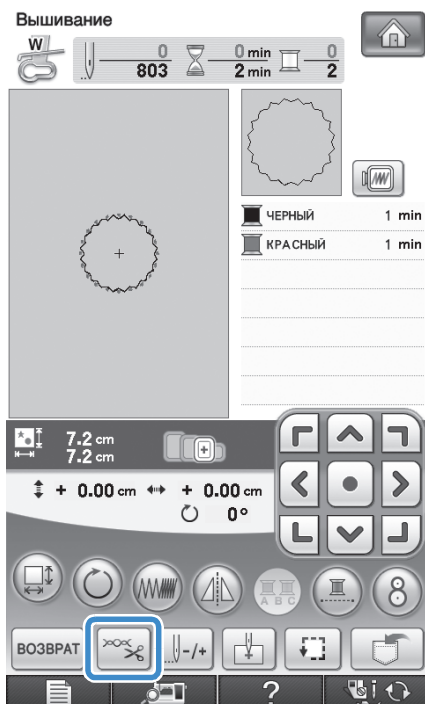 Вышивание
W
0 0 min 0
803 2 min 2
ЧЕРНЫЙ 1 min
КРАСНЫЙ 1 min
7.2 cm
7.2 cm
+ 0.00 cm + 0.00 cm
0°
A B C
8
ВОЗВРАТ -/+
? i